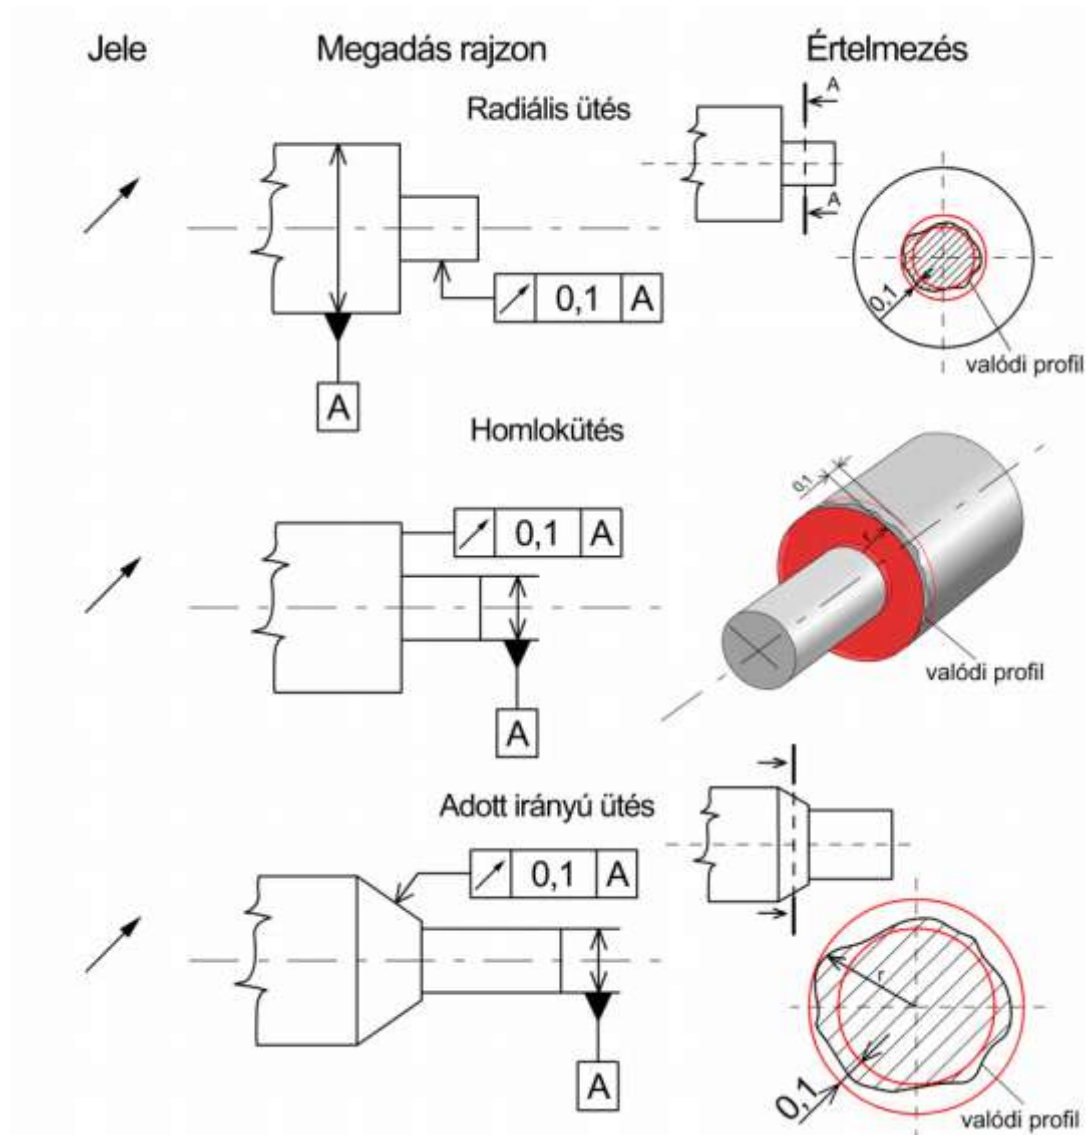 Jele Megadás rajzon Értelmezés
Radiális ütés
A
A
0,1 A
A
0,1
valódi profil
Homlokütés
0,1 A
A
0,1
r
valódi profil
Adott irányú ütés
0,1 A
A
r
0,1
valódi profil